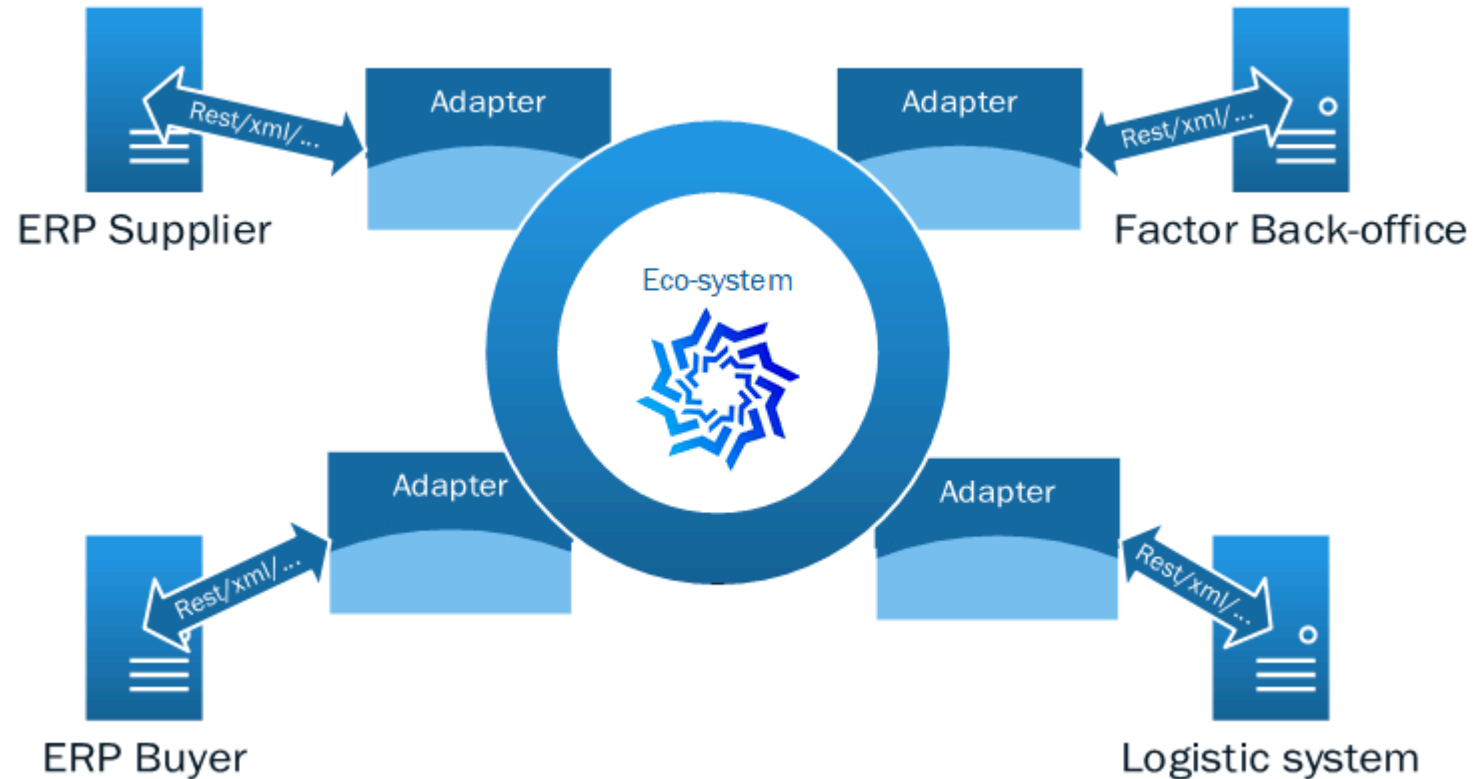 Adapter
Adapter
Rest/xml/...
Rest/xml/...
ERP Supplier
Factor Back-office
Eco-system
Adapter
Adapter
Rest/xml/...
Rest/xml/...
ERP Buyer
Logistic system